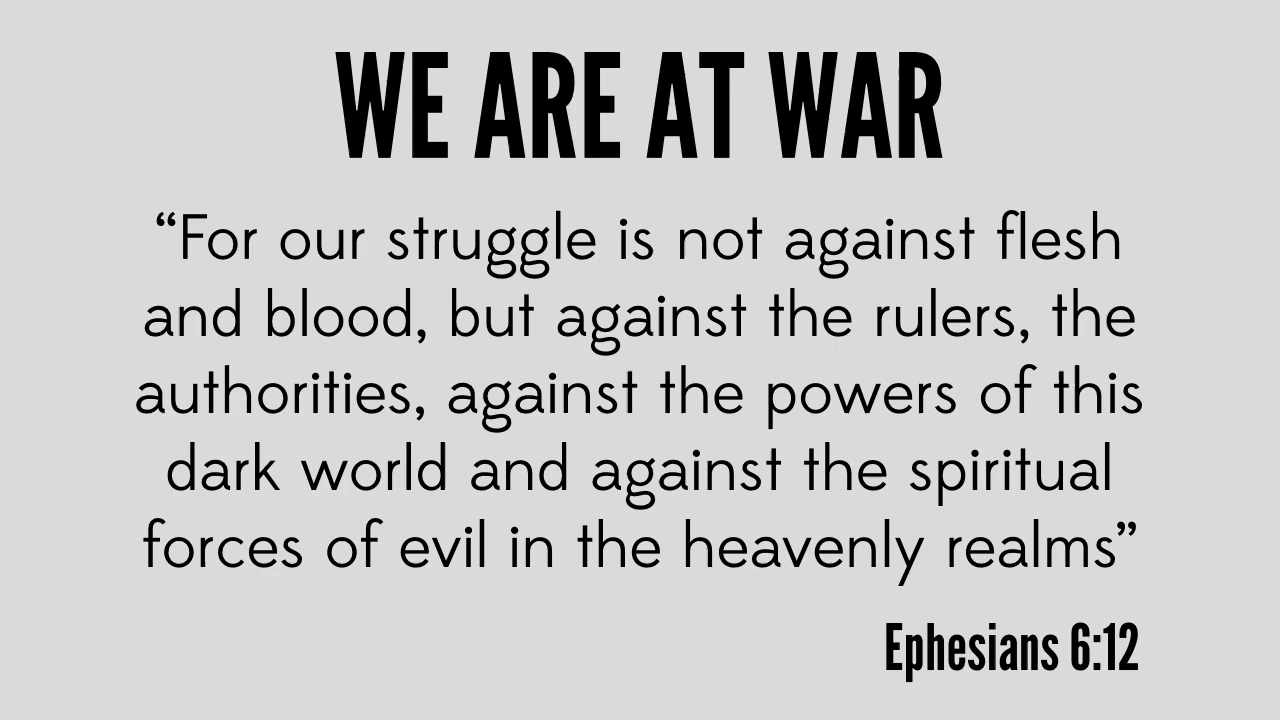 WE ARE AT WAR
“For our struggle is not against flesh
and blood, but against the rulers, the
authorities, against the powers of this
dark world and against the spiritual
forces of evil in the heavenly realms”
Ephesians 6:12